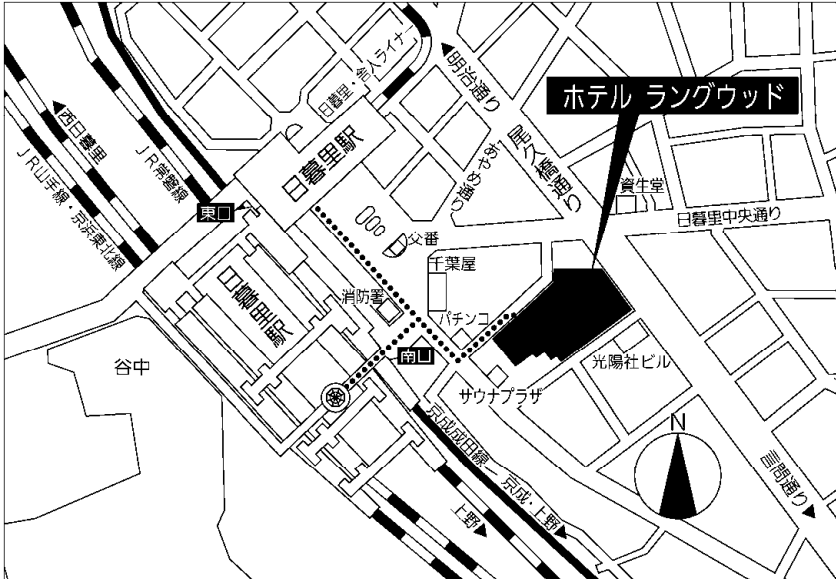 日暮里・舎人ライナー
明治通り
ホテル ラングウッド
西日暮里
JR常磐線
JR山手線・京浜東北線
日暮里駅
あやめ通り
尾久橋通り
資生堂
東口
交番
日暮里中央通り
千葉屋
日暮里駅
消防署
パチンコ
南口
谷中
光陽社ビル
サウナプラザ
京成成田線
京成・上野
N
上野
言問通り